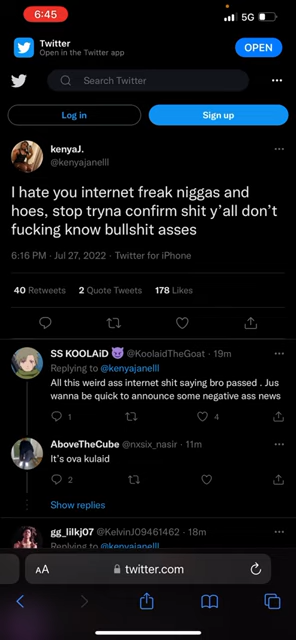 6:45
5G
Twitter
Open in the Twitter app
OPEN
Search Twitter
Log in
Sign up
kenyaJ.
@kenyajanelll
I hate you internet freak niggas and
hoes, stop tryna confirm shit y'all don't
fucking know bullshit asses
6:16 PM · Jul 27, 2022 · Twitter for iPhone
40 Retweets 2 Quote Tweets 178 Likes
SS KOOLAiD 😈 @KoolaidTheGoat · 19m
Replying to @kenyajanelll
All this weird ass internet shit saying bro passed . Jus
wanna be quick to announce some negative ass news
1 4
AboveTheCube @nxsix_nasir · 11m
It's ova kulaid
2
Show replies
gg_lilkj07 @KelvinJ09461462 · 18m
Replying to @kenyajanelll
AA twitter.com